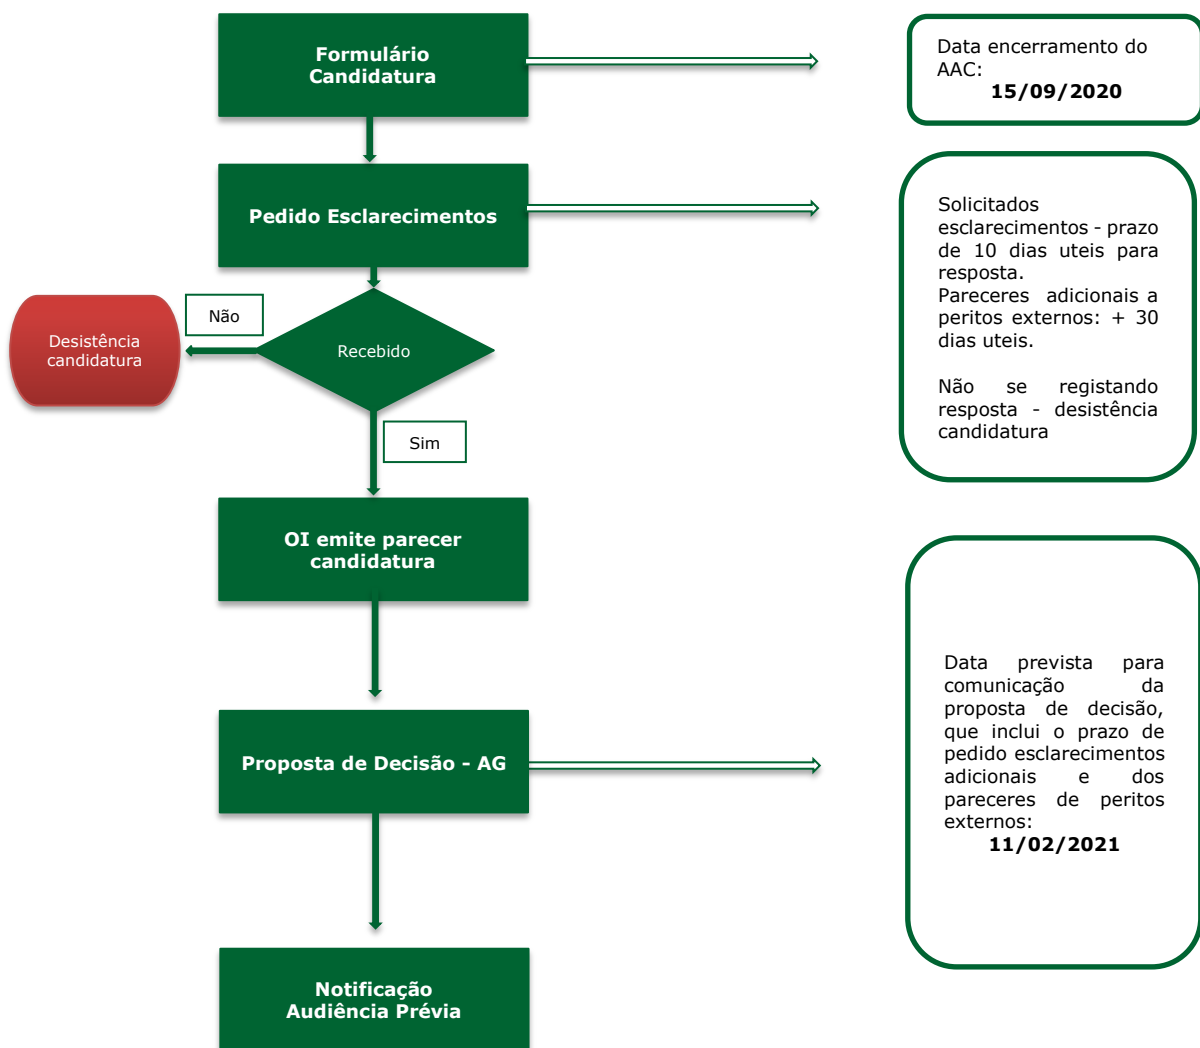 Formulário
Candidatura
Data encerramento do
AAC:
15/09/2020
Pedido Esclarecimentos
Solicitados
esclarecimentos - prazo
de 10 dias uteis para
resposta.
Pareceres adicionais a
peritos externos: + 30
dias uteis.
Não se registando
resposta - desistência
candidatura
Não
Desistência
candidatura
Recebido
Sim
OI emite parecer
candidatura
Proposta de Decisão - AG
Data prevista para
comunicação da
proposta de decisão,
que inclui o prazo de
pedido esclarecimentos
adicionais e dos
pareceres de peritos
externos:
11/02/2021
Notificação
Audiência Prévia